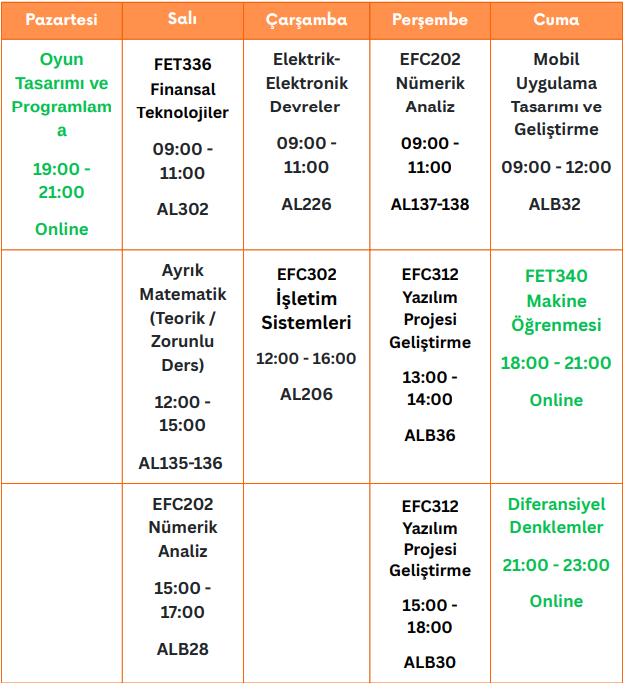 Pazartesi
Salı
Çarşamba
Perşembe
Cuma
Oyun
Tasarımı ve
Programlam
a
19:00 -
21:00
Online
FET336
Finansal
Teknolojiler
09:00 -
11:00
AL302
Elektrik-
Elektronik
Devreler
09:00 -
11:00
AL226
EFC202
Nümerik
Analiz
09:00 -
11:00
AL137-138
Mobil
Uygulama
Tasarımı ve
Geliştirme
09:00 - 12:00
ALB32
Ayrık
Matematik
(Teorik /
Zorunlu
Ders)
12:00 -
15:00
AL135-136
EFC302
İşletim
Sistemleri
12:00 - 16:00
AL206
EFC312
Yazılım
Projesi
Geliştirme
13:00 -
14:00
ALB36
FET340
Makine
Öğrenmesi
18:00 - 21:00
Online
EFC202
Nümerik
Analiz
15:00 -
17:00
ALB28
EFC312
Yazılım
Projesi
Geliştirme
15:00 -
18:00
ALB30
Diferansiyel
Denklemler
21:00 - 23:00
Online